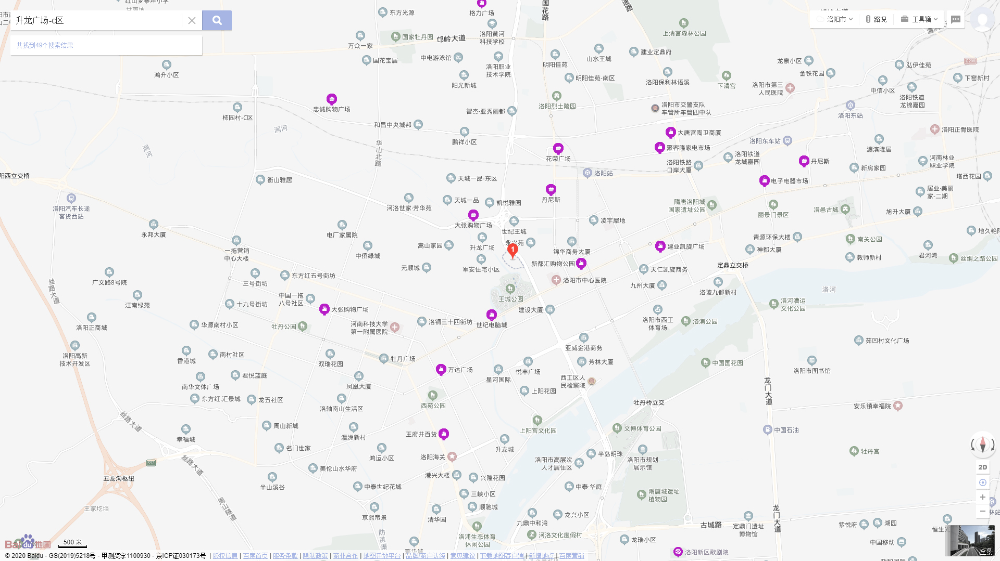 升龙广场-c区
共找到49个搜索结果
洛阳市
路况
工具箱
东方光源
格力广场
国花路
上清宫森林公园
洛阳黄河
科技学校
万众一家
国家牡丹园
邙岭大道
国花宝居
中电游泳馆
洛阳职业
技术学院
明阳佳苑
山水王城
建业定鼎府
G208
龙泉小区
金铁花园
弘伊佳苑
鸿升小区
阳光新城
明阳佳苑-南区
洛阳保利林语溪
下清宫
洛阳市第三
人民医院
中信小区
下窑新村
洛阳铁道
龙锦嘉园
忠诚购物广场
柿园村-C区
智杰·亚秀丽都
洛阳烈士陵园
洛阳市交警支队
车管所车管四中队
洛阳东站
涧河
和昌中央城邦
鹏祥小区
大唐宫陶卫商厦
洛阳正骨医院
涧河
华山北路
花荣广场
聚客隆家电市场
洛阳东车站
瀍滨隆居
洛阳铁道
龙城嘉园
洛阳铁路
口岸大厦
丹尼斯
新房家园
河南林业
职业学院
阳西立交桥
衡山雅居
天城一品-东区
洛阳站
电子电器市场
塔西花园
洛阳汽车长途
客货西站
河洛世家·芳华苑
天城一品
凯悦雅园
丹尼斯
隋唐洛阳城
国家遗址公园
丽景门景区
洛邑古城
居业·美丽
家-二期
旭升大厦
永邦大厦
电厂家属院
大张购物广场
世纪王城
凌宇犀地
地久艳阳
一拖营销
中心大楼
中侨绿城
嵩山家园
升龙广场
永兴苑
1
锦华商务大厦
建业凯旋广场
青源环保大楼
神都大厦
南关公园
君河湾
教师新村
丝绸之路公园
元顺城
军安住宅小区
新都汇购物公园
天仁凯旋商务
定鼎立交桥
广文路8号院
三号街坊
东方红五号街坊
洛阳市中心医院
九州大厦
洛玻九都新村
洛河
丝路大道
江南绿苑
十九号街坊
中国一拖
八号社区
大张购物广场
王城公园
建设大厦
洛河漕运
文化公园
洛阳正商城
华源南村小区
牡丹公园
河南科技大学
第一附属医院
洛铜三十四街坊
世纪电脑城
洛阳市西工
体育场
洛浦公园
茹凹村文化广场
洛阳高新
技术开发区
香港城
南村社区
双瑞花园
牡丹广场
亚威金港商务
芳林大厦
中国国花园
洛阳市图书馆
君悦蓝庭
万达广场
星河国际
悦丰广场
西工区人
民检察院
南华文体广场
凤凰大厦
上阳花园
龙门大道
东方红.汇景城
龙五社区
洛轴南山生活区
西苑公园
牡丹桥立交
安乐镇幸福院
丝路大道
周山新城
幸福城
瀛洲新村
王府井百货
上阳宫文化园
文博体育公园
中国石油
名门世家
鸿运小区
升龙城
洛阳海关
半岛明珠
洛阳市规划
展示馆
牡丹宫
丝路大道
S92
美伦山水华府
洛阳市高层次
人才居住区
五龙沟枢纽
半山溪谷
港兴大楼
兴隆花园
中泰世纪花城
三峡小区
中泰·华庭
隋唐城遗址
植物园
2D
王家圪垱
周山隧道
京熙帝景
清华园
顺驰城
九鼎中和湾
龙兴小区
龙门大道
古城路
定鼎门遗址
博物馆
紫悦府
湖园
防洪渠
洛浦生态体育
休闲公园
河洛文化度假村
龙瑞小区
中国移动
500 米
洛阳新区歌剧院
全景
Baidu地图
© 2020 Baidu - GS(2019)5218号 - 甲测资字1100930 - 京ICP证030173号 | 版权信息 | 百度首页 | 服务条款 | 隐私政策 | 商业合作 | 地图开放平台 | 品牌/商户认领 | 意见建议 | 下载地图客户端 | 新增地点 | 百度营销